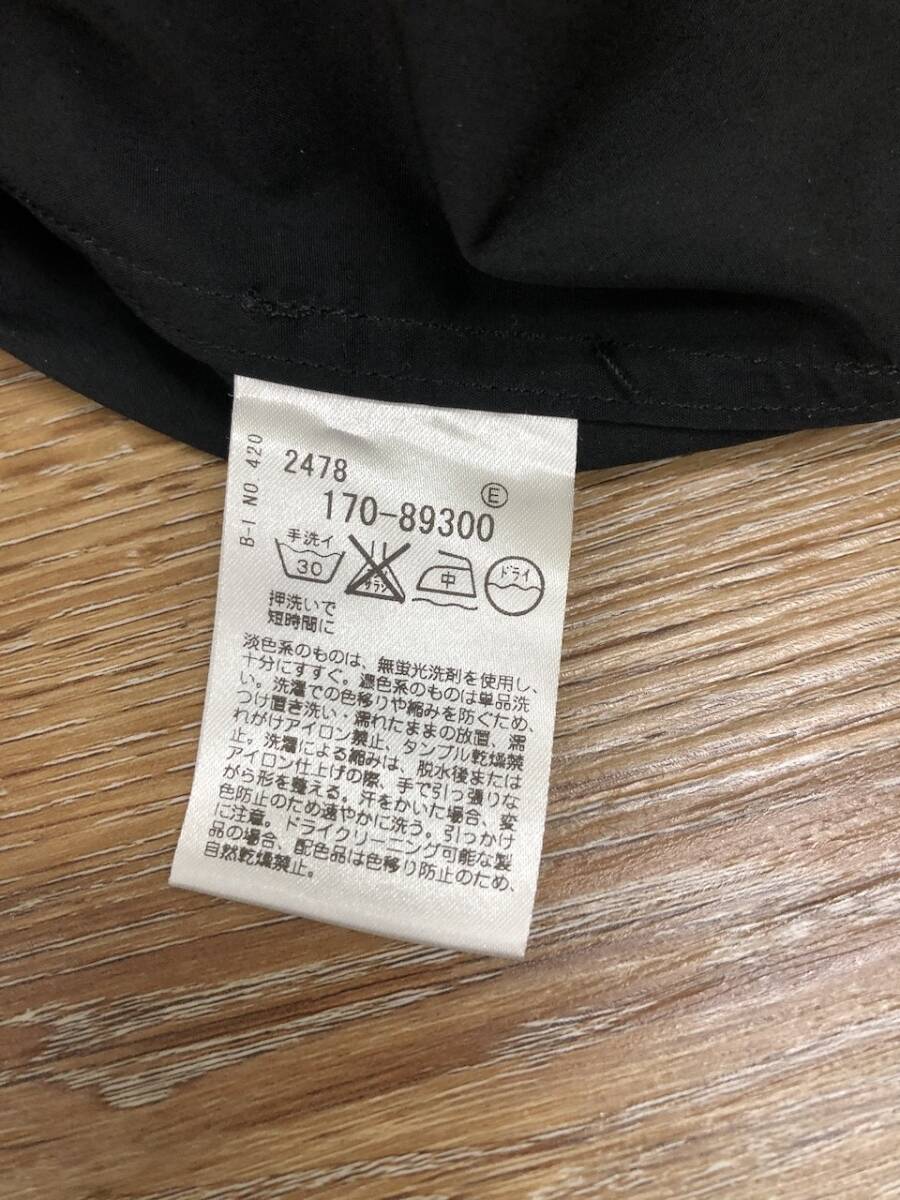 B-I NO 420
2478
Ⓔ
170-89300
手洗イ
30
中
ドライ
押洗いで
短時間に
淡色系のものは、無蛍光洗剤を使用し、
十分にすすぐ。濃色系のものは単品洗
い。洗濯での色移りや縮みを防ぐため、
つけ置き洗い・濡れたままの放置、濡
れがけアイロン禁止、タンブル乾燥禁
止。洗濯による縮みは、脱水後または
アイロン仕上げの際、手で引っ張りな
がら形を整える。汗をかいた場合、変
色防止のため速やかに洗う。引っかけ
に注意。ドライクリーニング可能な製
品の場合、配色品は色移り防止のため、
自然乾燥禁止。